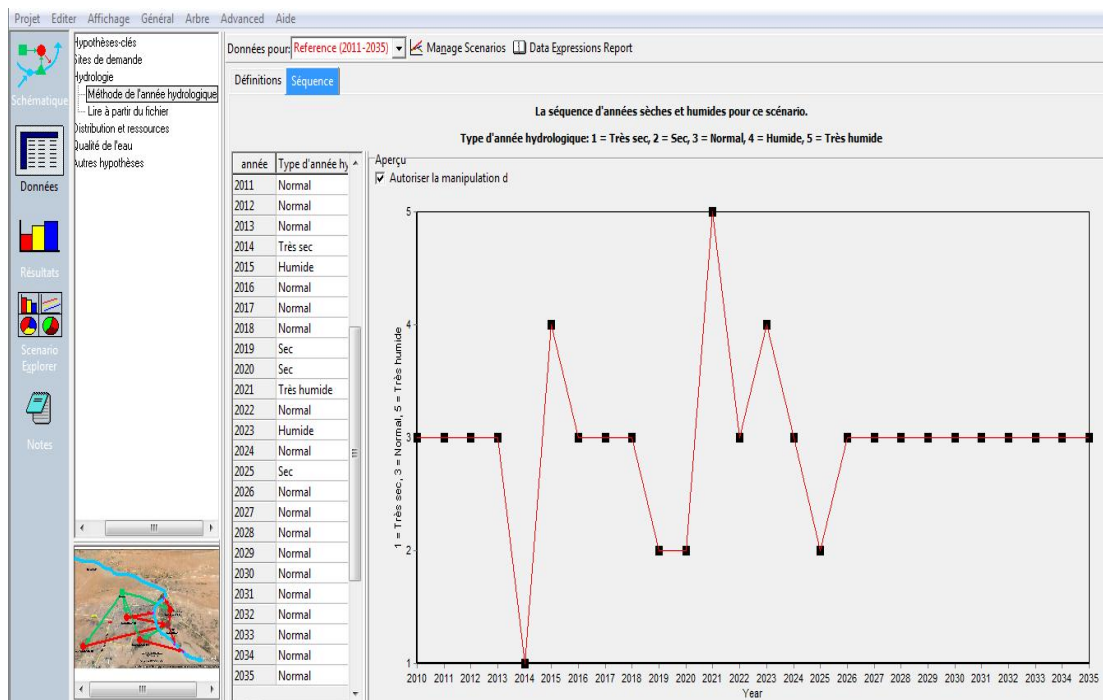 Projet Editer Affichage Général Arbre Advanced Aide
Schématique
Données
Résultats
Scenario
Explorer
Notes
Hypothèses-clés
Sites de demande
Hydrologie
Méthode de l'année hydrologique
Lire à partir du fichier
Distribution et ressources
Qualité de l'eau
Autres hypothèses
Données pour: Reference (2011-2035) Manage Scenarios Data Expressions Report
Définitions Séquence
La séquence d'années sèches et humides pour ce scénario.
Type d'année hydrologique: 1 = Très sec, 2 = Sec, 3 = Normal, 4 = Humide, 5 = Très humide
année Type d'année hy
2011 Normal
2012 Normal
2013 Normal
2014 Très sec
2015 Humide
2016 Normal
2017 Normal
2018 Normal
2019 Sec
2020 Sec
2021 Très humide
2022 Normal
2023 Humide
2024 Normal
2025 Sec
2026 Normal
2027 Normal
2028 Normal
2029 Normal
2030 Normal
2031 Normal
2032 Normal
2033 Normal
2034 Normal
2035 Normal
Aperçu
Autoriser la manipulation d
1 = Très sec, 3 = Normal, 5 = Très humide
5
4
3
2
1
2010 2011 2012 2013 2014 2015 2016 2017 2018 2019 2020 2021 2022 2023 2024 2025 2026 2027 2028 2029 2030 2031 2032 2033 2034 2035
Year